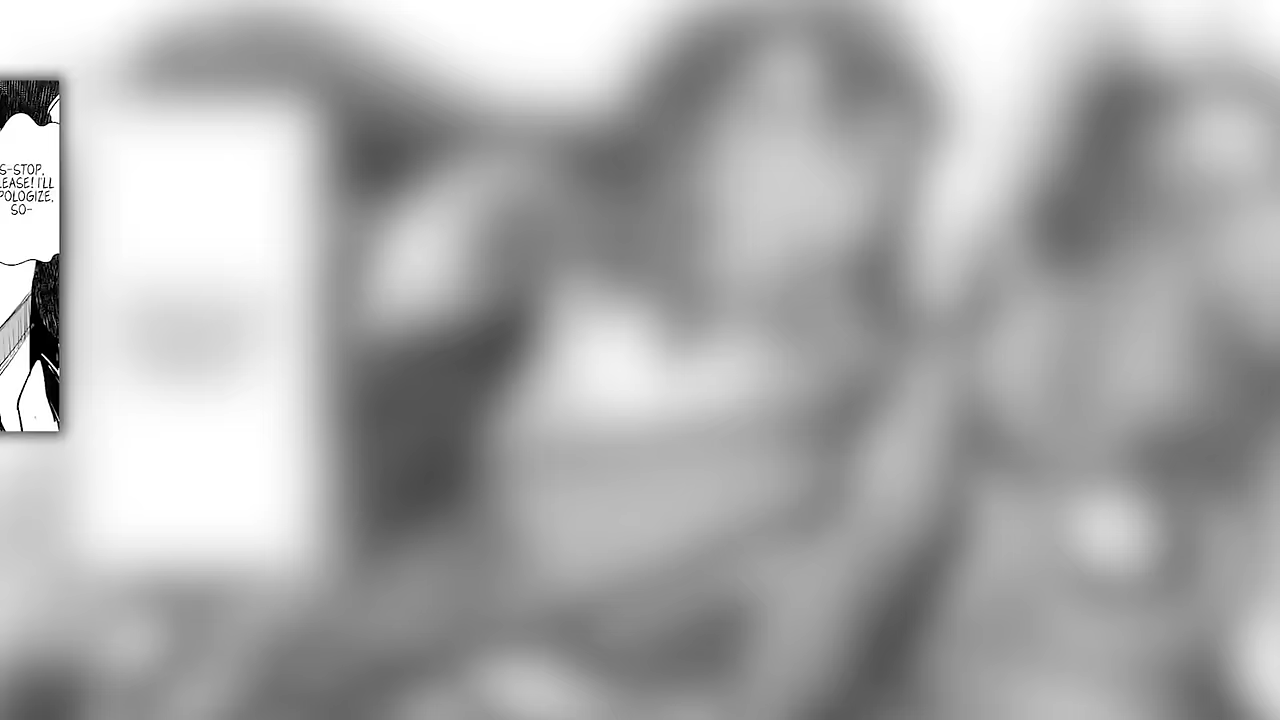 S-STOP,
LEASE! I'LL
POLOGIZE,
SO-